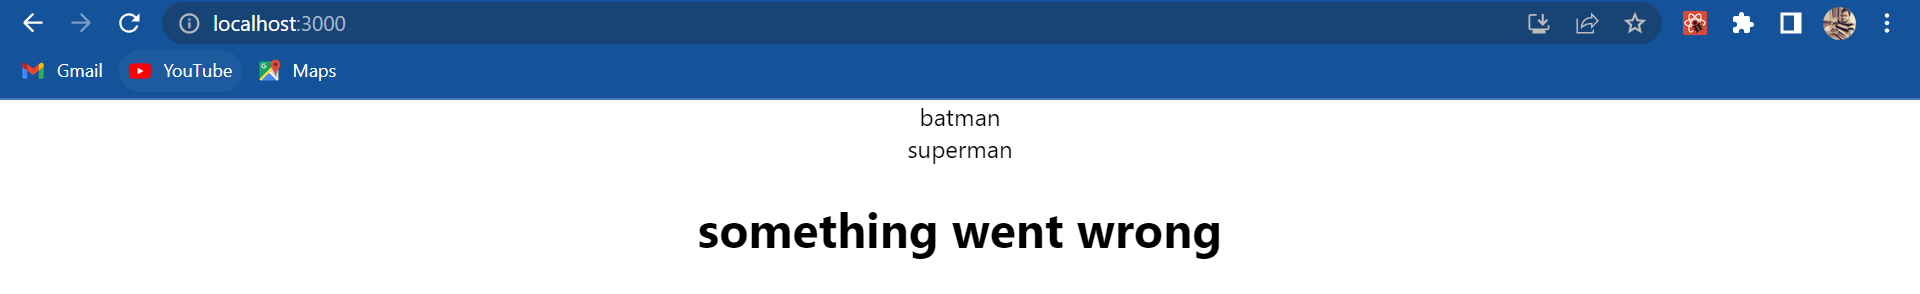 localhost:3000
Gmail YouTube Maps
batman
superman
something went wrong